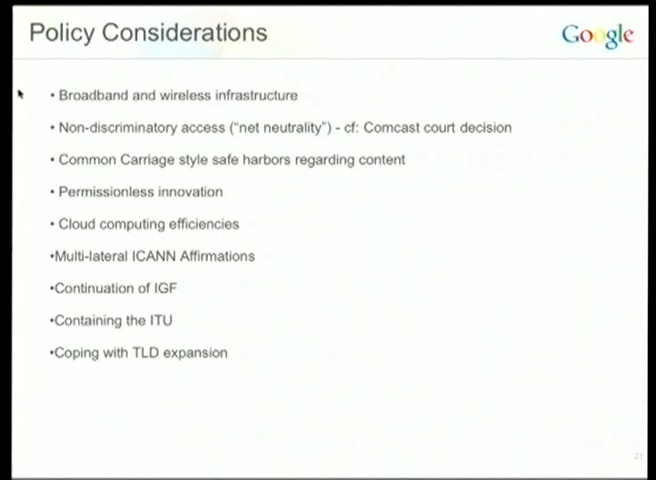 Policy Considerations
Google
• Broadband and wireless infrastructure
• Non-discriminatory access ("net neutrality") - cf: Comcast court decision
• Common Carriage style safe harbors regarding content
• Permissionless innovation
• Cloud computing efficiencies
•Multi-lateral ICANN Affirmations
•Continuation of IGF
•Containing the ITU
•Coping with TLD expansion